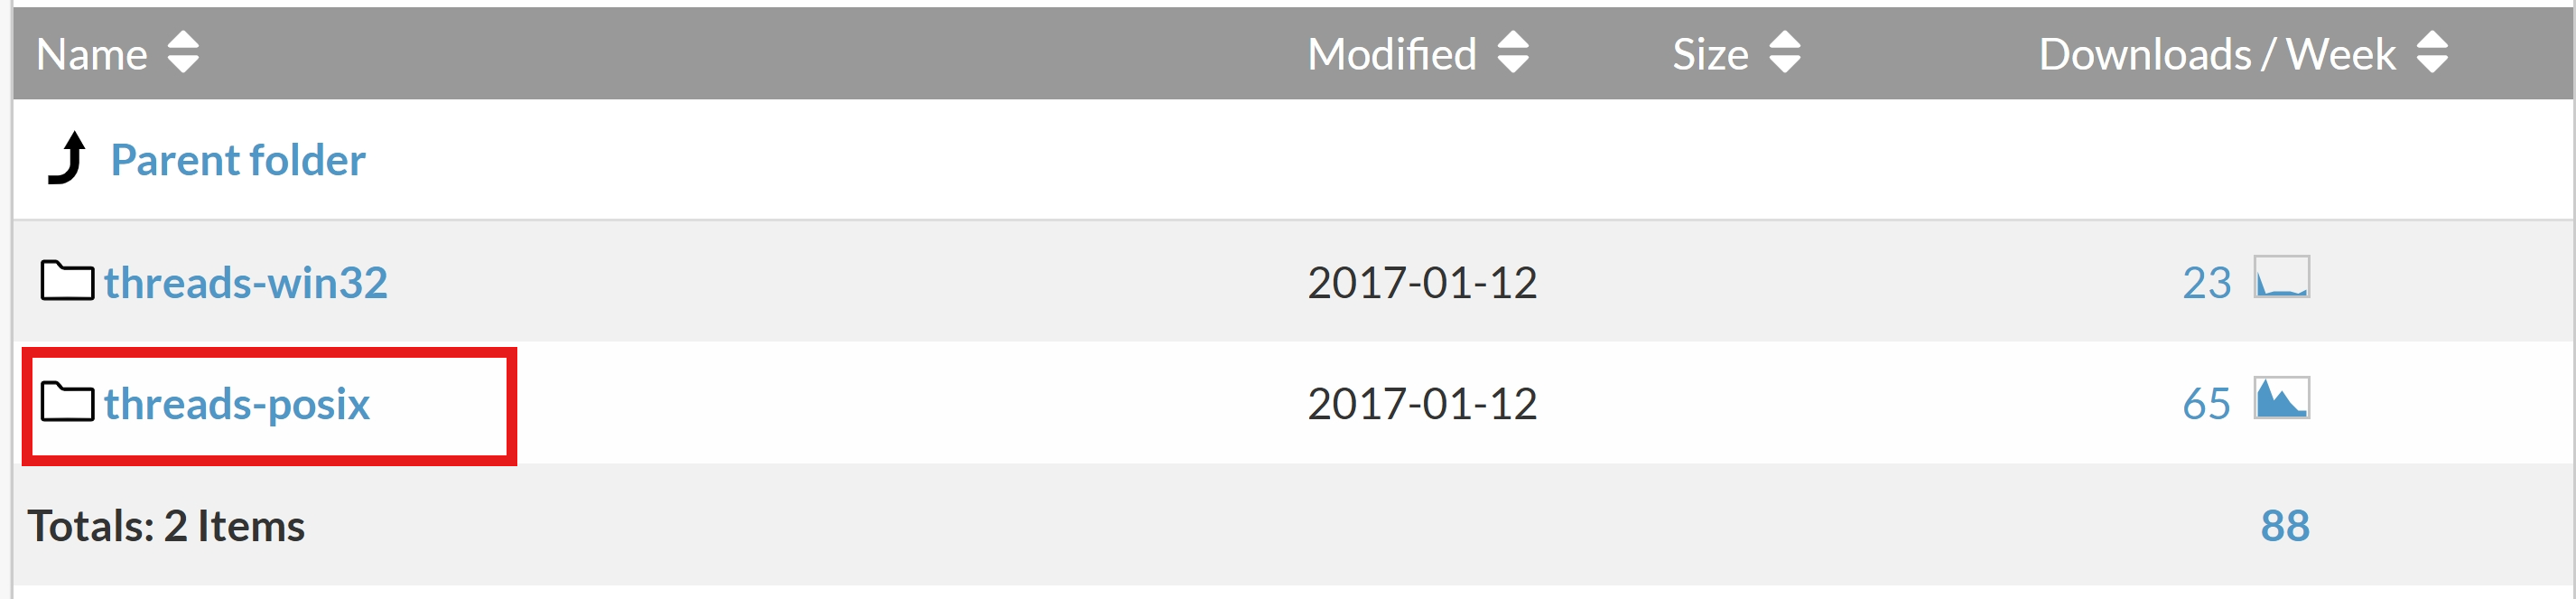 Name Modified Size Downloads / Week
Parent folder
threads-win32 2017-01-12 23
threads-posix 2017-01-12 65
Totals: 2 Items 88